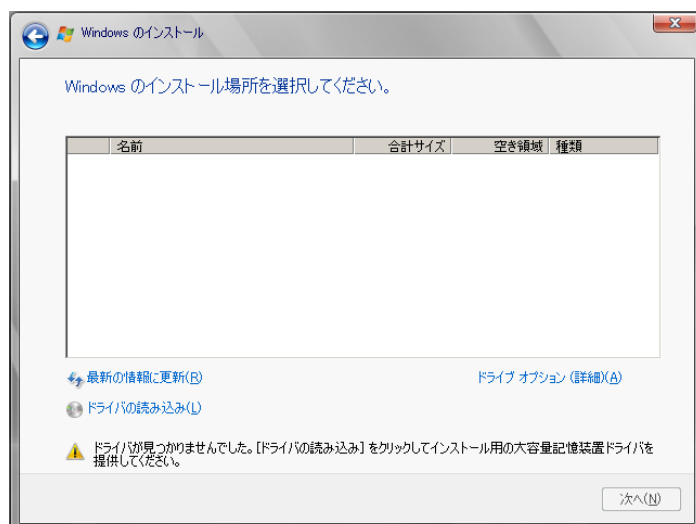 Windows のインストール
Windows のインストール場所を選択してください。
名前 合計サイズ 空き領域 種類
最新の情報に更新(R) ドライブ オプション (詳細)(A)
ドライバの読み込み(L)
ドライバが見つかりませんでした。[ドライバの読み込み] をクリックしてインストール用の大容量記憶装置ドライバを
提供してください。
次へ(N)